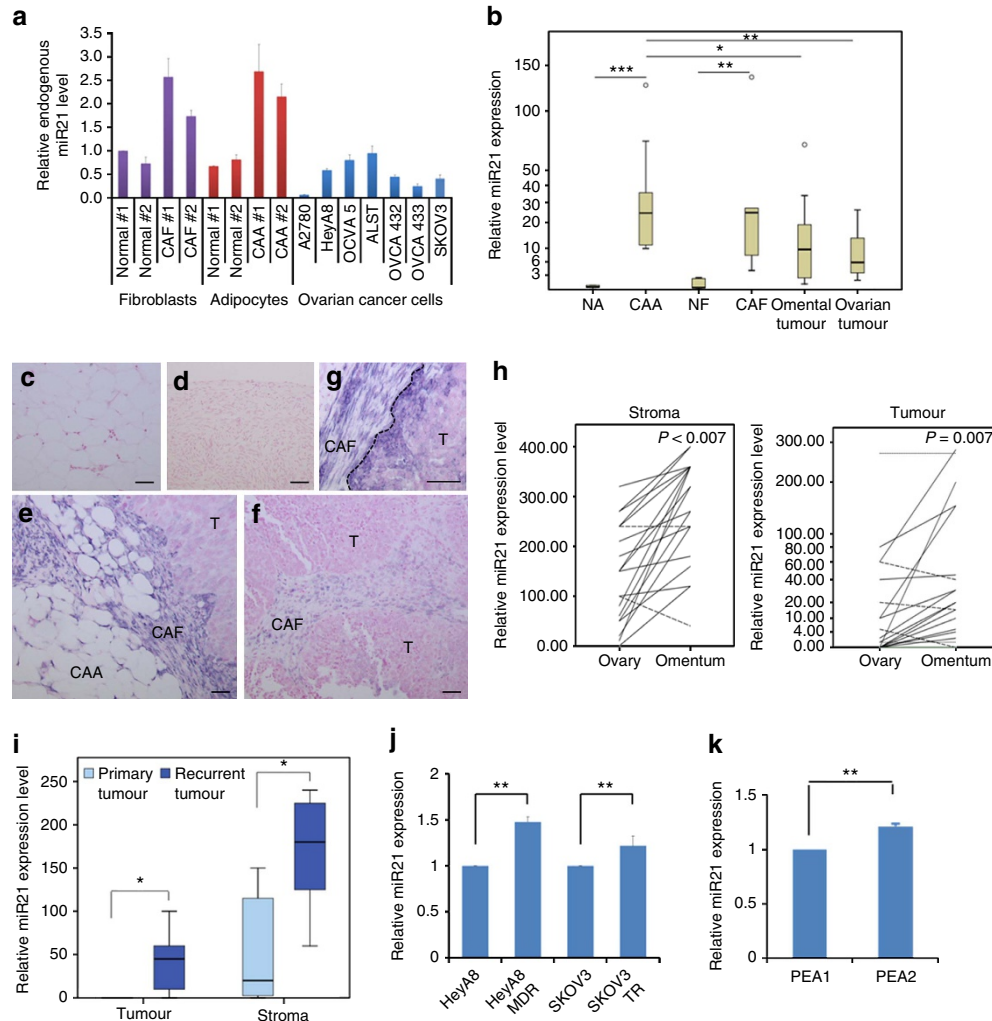 a
Relative endogenous
miR21 level
3.5
3.0
2.5
2.0
1.5
1.0
0.5
0.0
Normal #1
Normal #2
CAF #1
CAF #2
Normal #1
Normal #2
CAA #1
CAA #2
A2780
HeyA8
OCVA 5
ALST
OVCA 432
OVCA 433
SKOV3
Fibroblasts
Adipocytes
Ovarian cancer cells
b
Relative miR21 expression
150
100
50
40
30
20
10
6
3
***
**
*
**
NA
CAA
NF
CAF
Omental
tumour
Ovarian
tumour
c
d
g
CAF
T
e
T
CAF
CAA
f
T
CAF
T
h
Stroma
P < 0.007
Relative miR21 expression level
400.00
300.00
200.00
100.00
0.00
Ovary
Omentum
Tumour
P = 0.007
Relative miR21 expression level
300.00
200.00
100.00
80.00
60.00
40.00
20.00
10.00
4.00
0.00
Ovary
Omentum
i
Relative miR21 expression level
250
200
150
100
50
0
Primary
tumour
Recurrent
tumour
*
*
Tumour
Stroma
j
Relative miR21 expression
2
1.5
1
0.5
0
**
**
HeyA8
HeyA8
MDR
SKOV3
SKOV3
TR
k
Relative miR21 expression
1.5
1
0.5
0
**
PEA1
PEA2